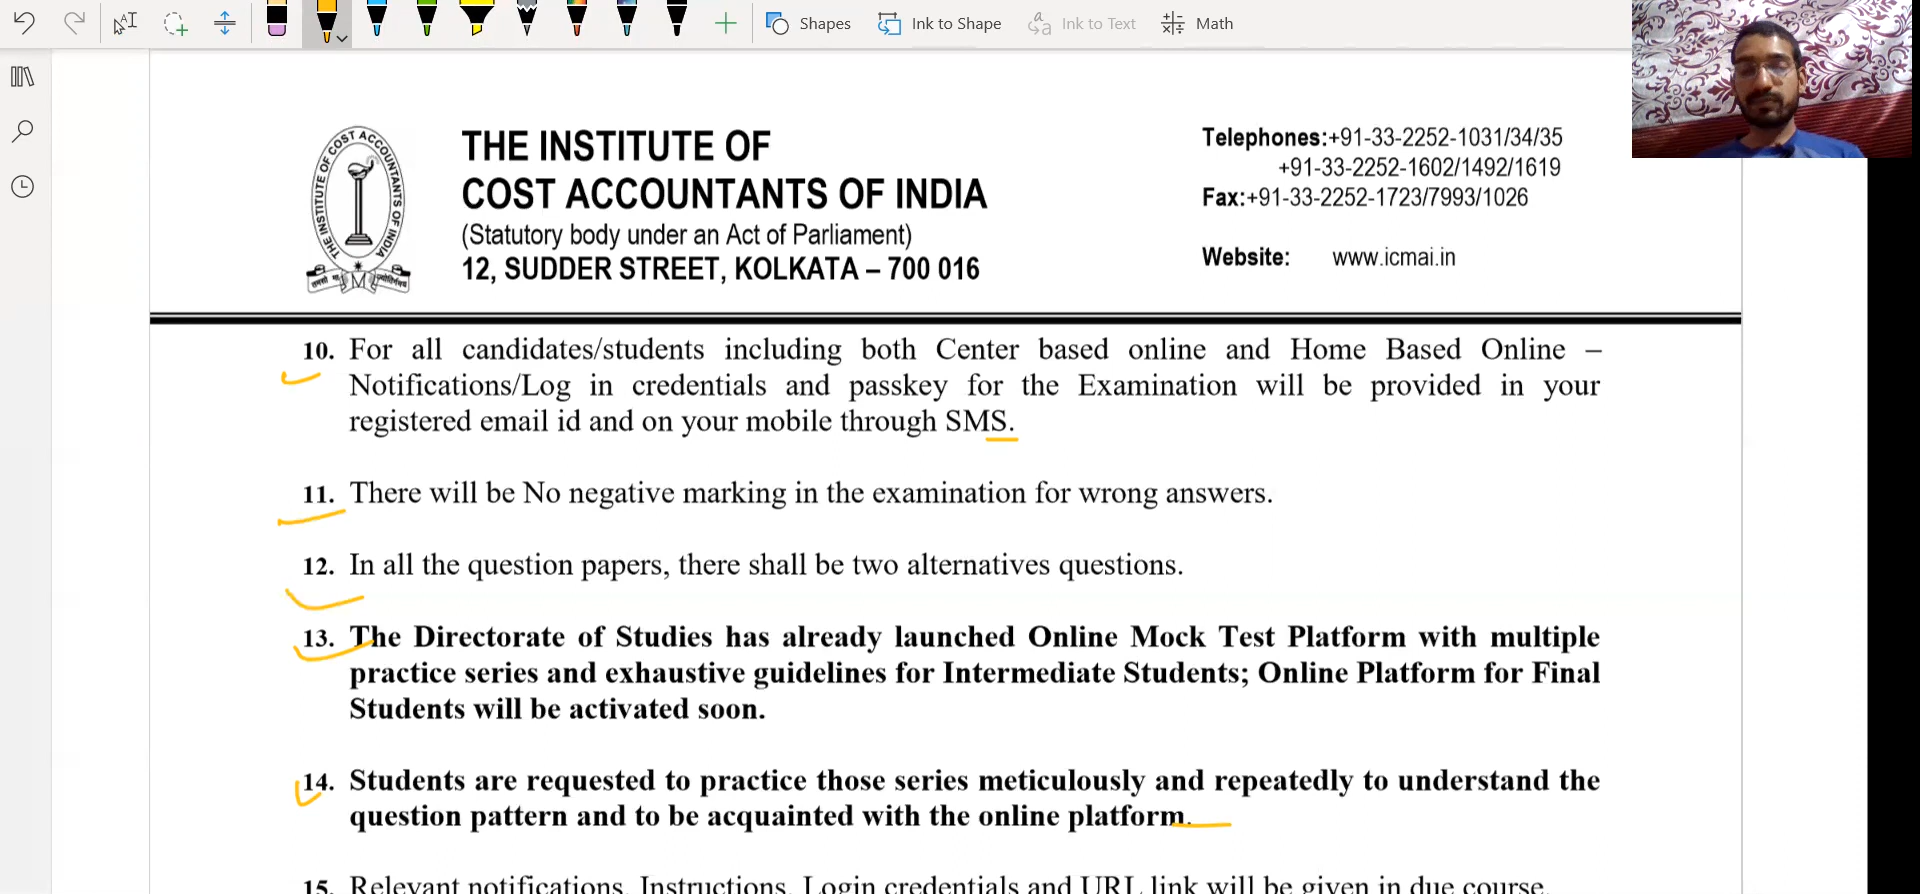 Shapes
Ink to Shape
Ink to Text
Math
THE INSTITUTE OF COST ACCOUNTANTS OF INDIA
THE INSTITUTE OF
COST ACCOUNTANTS OF INDIA
(Statutory body under an Act of Parliament)
12, SUDDER STREET, KOLKATA – 700 016
Telephones:+91-33-2252-1031/34/35
+91-33-2252-1602/1492/1619
Fax:+91-33-2252-1723/7993/1026
Website: www.icmai.in
10. For all candidates/students including both Center based online and Home Based Online –
Notifications/Log in credentials and passkey for the Examination will be provided in your
registered email id and on your mobile through SMS.
11. There will be No negative marking in the examination for wrong answers.
12. In all the question papers, there shall be two alternatives questions.
13. The Directorate of Studies has already launched Online Mock Test Platform with multiple
practice series and exhaustive guidelines for Intermediate Students; Online Platform for Final
Students will be activated soon.
14. Students are requested to practice those series meticulously and repeatedly to understand the
question pattern and to be acquainted with the online platform.
15. Relevant notifications, Instructions, Login credentials and URL link will be given in due course.